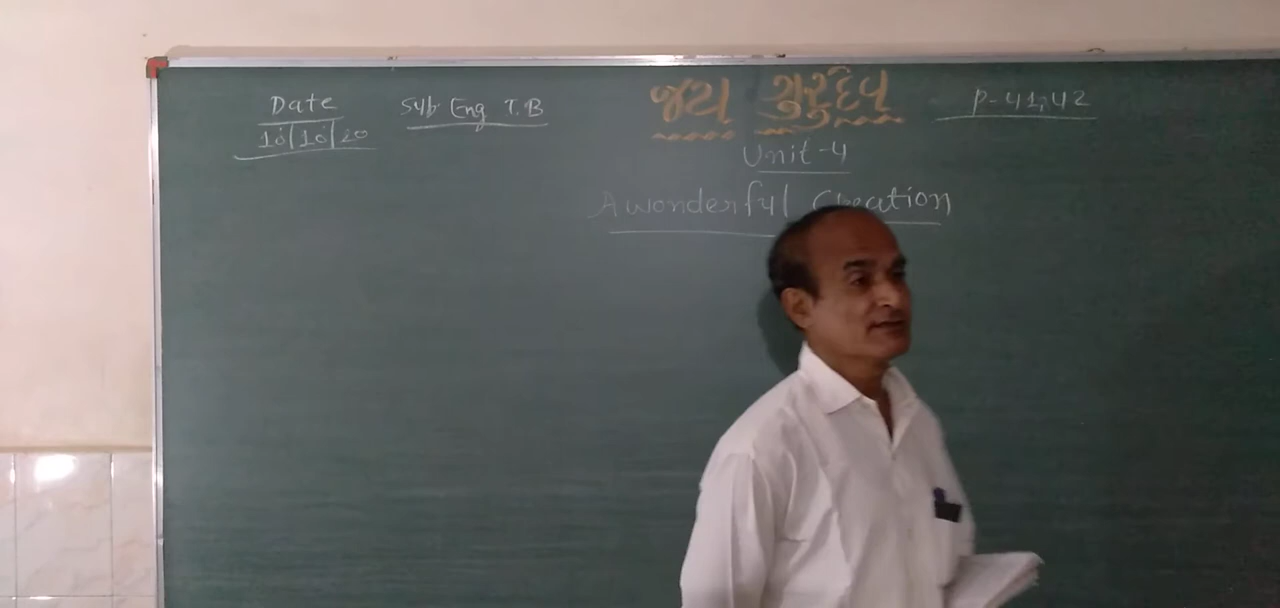 Date
10/10/20
Sub Eng T.B
જય ગુરુદેવ
P-41,42
Unit-4
A wonderful Creation